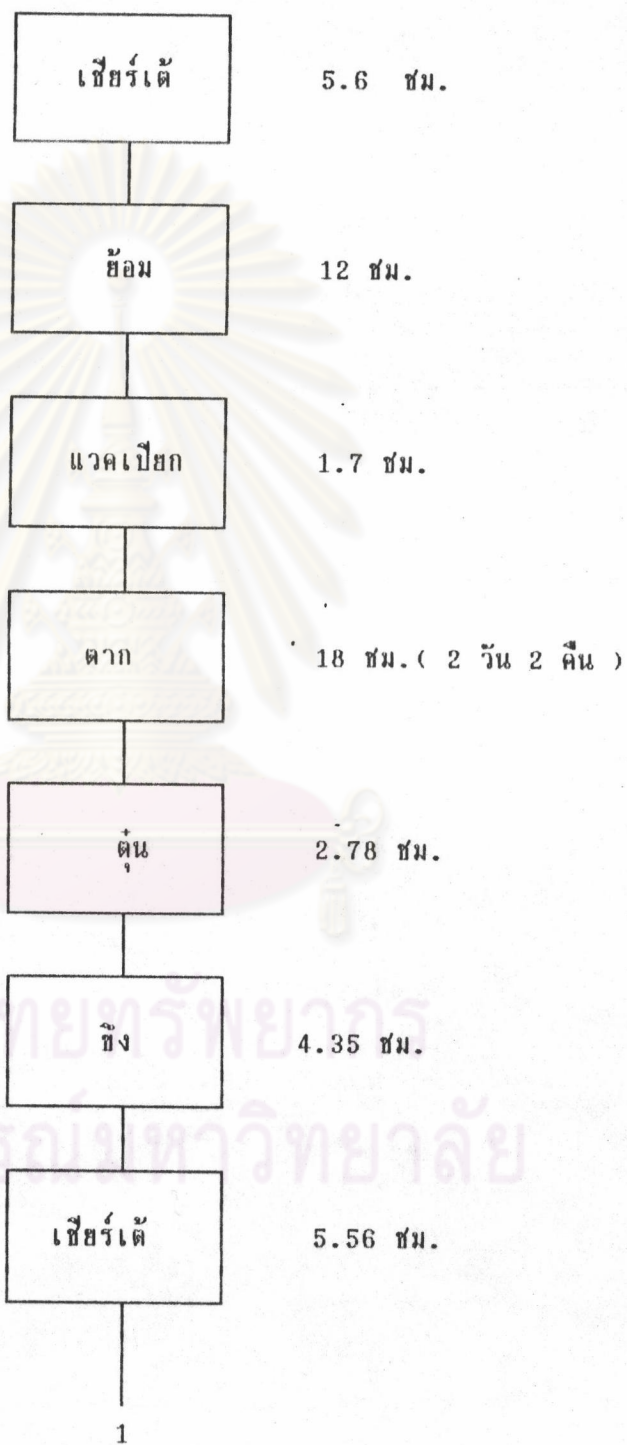 เชียร์เต้ 5.6 ชม.
ย้อม 12 ชม.
แวคเปียก 1.7 ชม.
ตาก 18 ชม. ( 2 วัน 2 คืน )
ตุ๋น 2.78 ชม.
ขึง 4.35 ชม.
เชียร์เต้ 5.56 ชม.
1